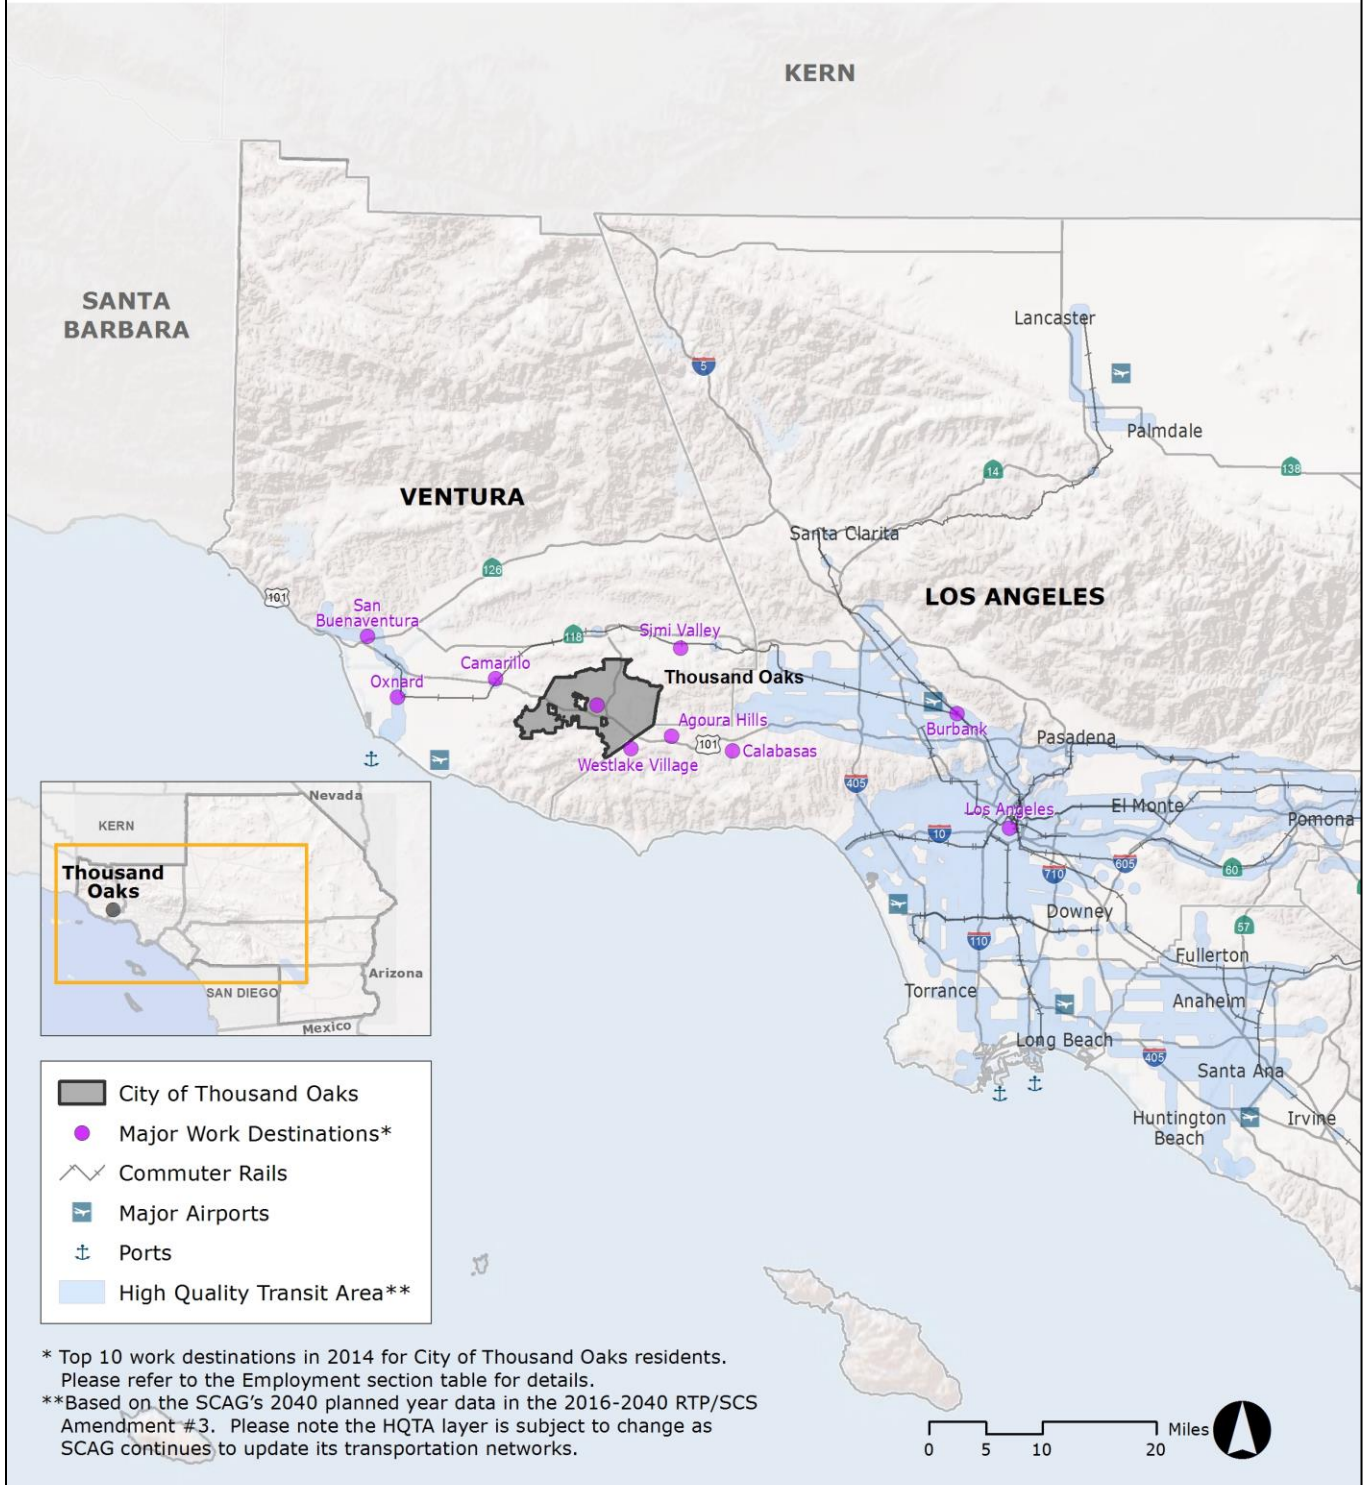 KERN
SANTA
BARBARA
Lancaster
5
Palmdale
14
138
VENTURA
Santa Clarita
126
LOS ANGELES
101
San
Buenaventura
118
Simi Valley
Camarillo
Thousand Oaks
Oxnard
Agoura Hills
Burbank
101
Calabasas
Pasadena
Westlake Village
405
Los Angeles
El Monte
Pomona
10
605
60
710
Downey
57
110
Fullerton
Torrance
Anaheim
Long Beach
405
Santa Ana
Huntington
Beach
Irvine
Nevada
KERN
Thousand
Oaks
Arizona
SAN DIEGO
Mexico
City of Thousand Oaks
Major Work Destinations*
Commuter Rails
Major Airports
Ports
High Quality Transit Area**
* Top 10 work destinations in 2014 for City of Thousand Oaks residents.
Please refer to the Employment section table for details.
**Based on the SCAG's 2040 planned year data in the 2016-2040 RTP/SCS
Amendment #3.  Please note the HQTA layer is subject to change as
SCAG continues to update its transportation networks.
0 5 10 20 Miles